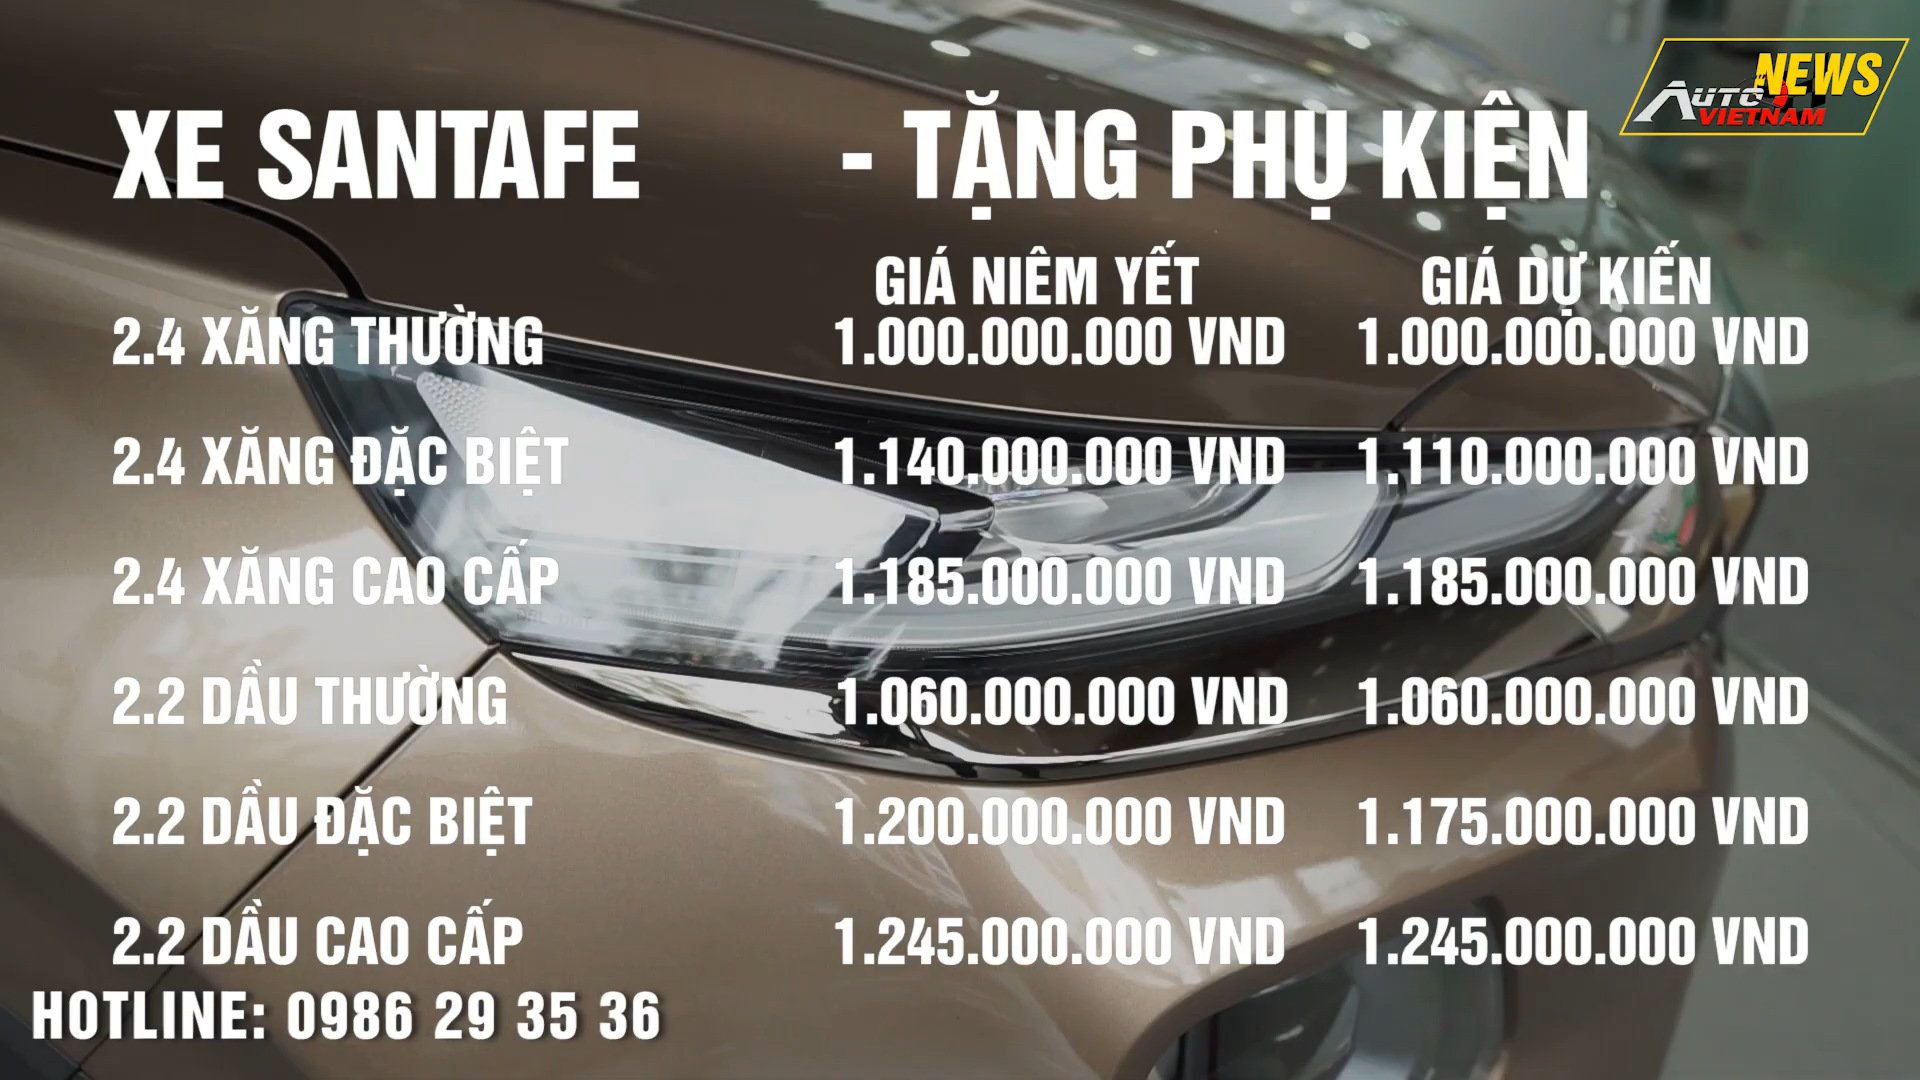 NEWS
AUTO
VIETNAM
XE SANTAFE - TẶNG PHỤ KIỆN
GIÁ NIÊM YẾT GIÁ DỰ KIẾN
2.4 XĂNG THƯỜNG 1.000.000.000 VND 1.000.000.000 VND
2.4 XĂNG ĐẶC BIỆT 1.140.000.000 VND 1.110.000.000 VND
2.4 XĂNG CAO CẤP 1.185.000.000 VND 1.185.000.000 VND
2.2 DẦU THƯỜNG 1.060.000.000 VND 1.060.000.000 VND
2.2 DẦU ĐẶC BIỆT 1.200.000.000 VND 1.175.000.000 VND
2.2 DẦU CAO CẤP 1.245.000.000 VND 1.245.000.000 VND
HOTLINE: 0986 29 35 36